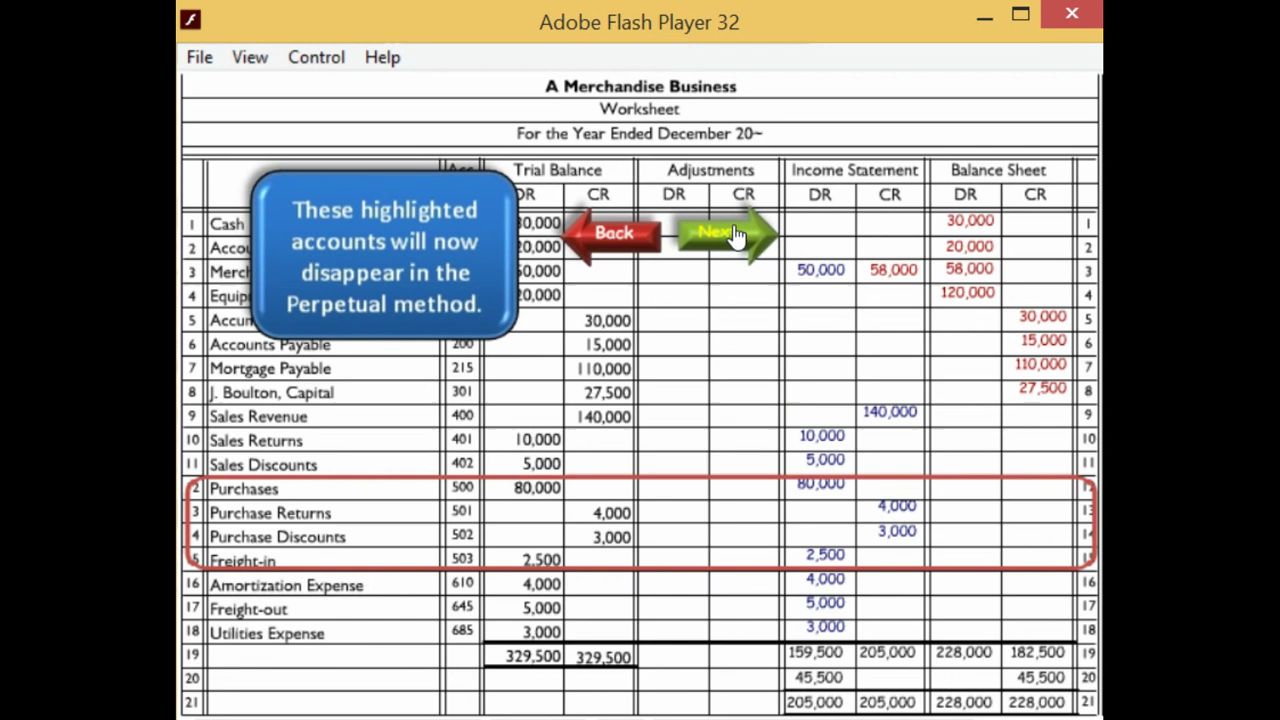 Adobe Flash Player 32
File View Control Help
A Merchandise Business
Worksheet
For the Year Ended December 20~
Trial Balance Adjustments Income Statement Balance Sheet
DR CR DR CR DR CR DR CR
These highlighted
accounts will now
disappear in the
Perpetual method.
Back
1 Cash 30,000 1
2 20,000 20,000 2
3 50,000 58,000 58,000 3
4 120,000 4
5 30,000 30,000 5
6 Accounts Payable 200 15,000 15,000 6
7 Mortgage Payable 215 110,000 110,000 7
8 J. Boulton, Capital 301 27,500 27,500 8
9 Sales Revenue 400 140,000 140,000 9
10 Sales Returns 401 10,000 10,000 10
11 Sales Discounts 402 5,000 5,000 11
Purchases 500 80,000 80,000
Purchase Returns 501 4,000 4,000
Purchase Discounts 502 3,000 3,000
Freight-in 503 2,500 2,500
16 Amortization Expense 610 4,000 4,000 16
17 Freight-out 645 5,000 5,000 17
18 Utilities Expense 685 3,000 3,000 18
19 329,500 329,500 159,500 205,000 228,000 182,500 19
20 45,500 45,500 20
21 205,000 205,000 228,000 228,000 21